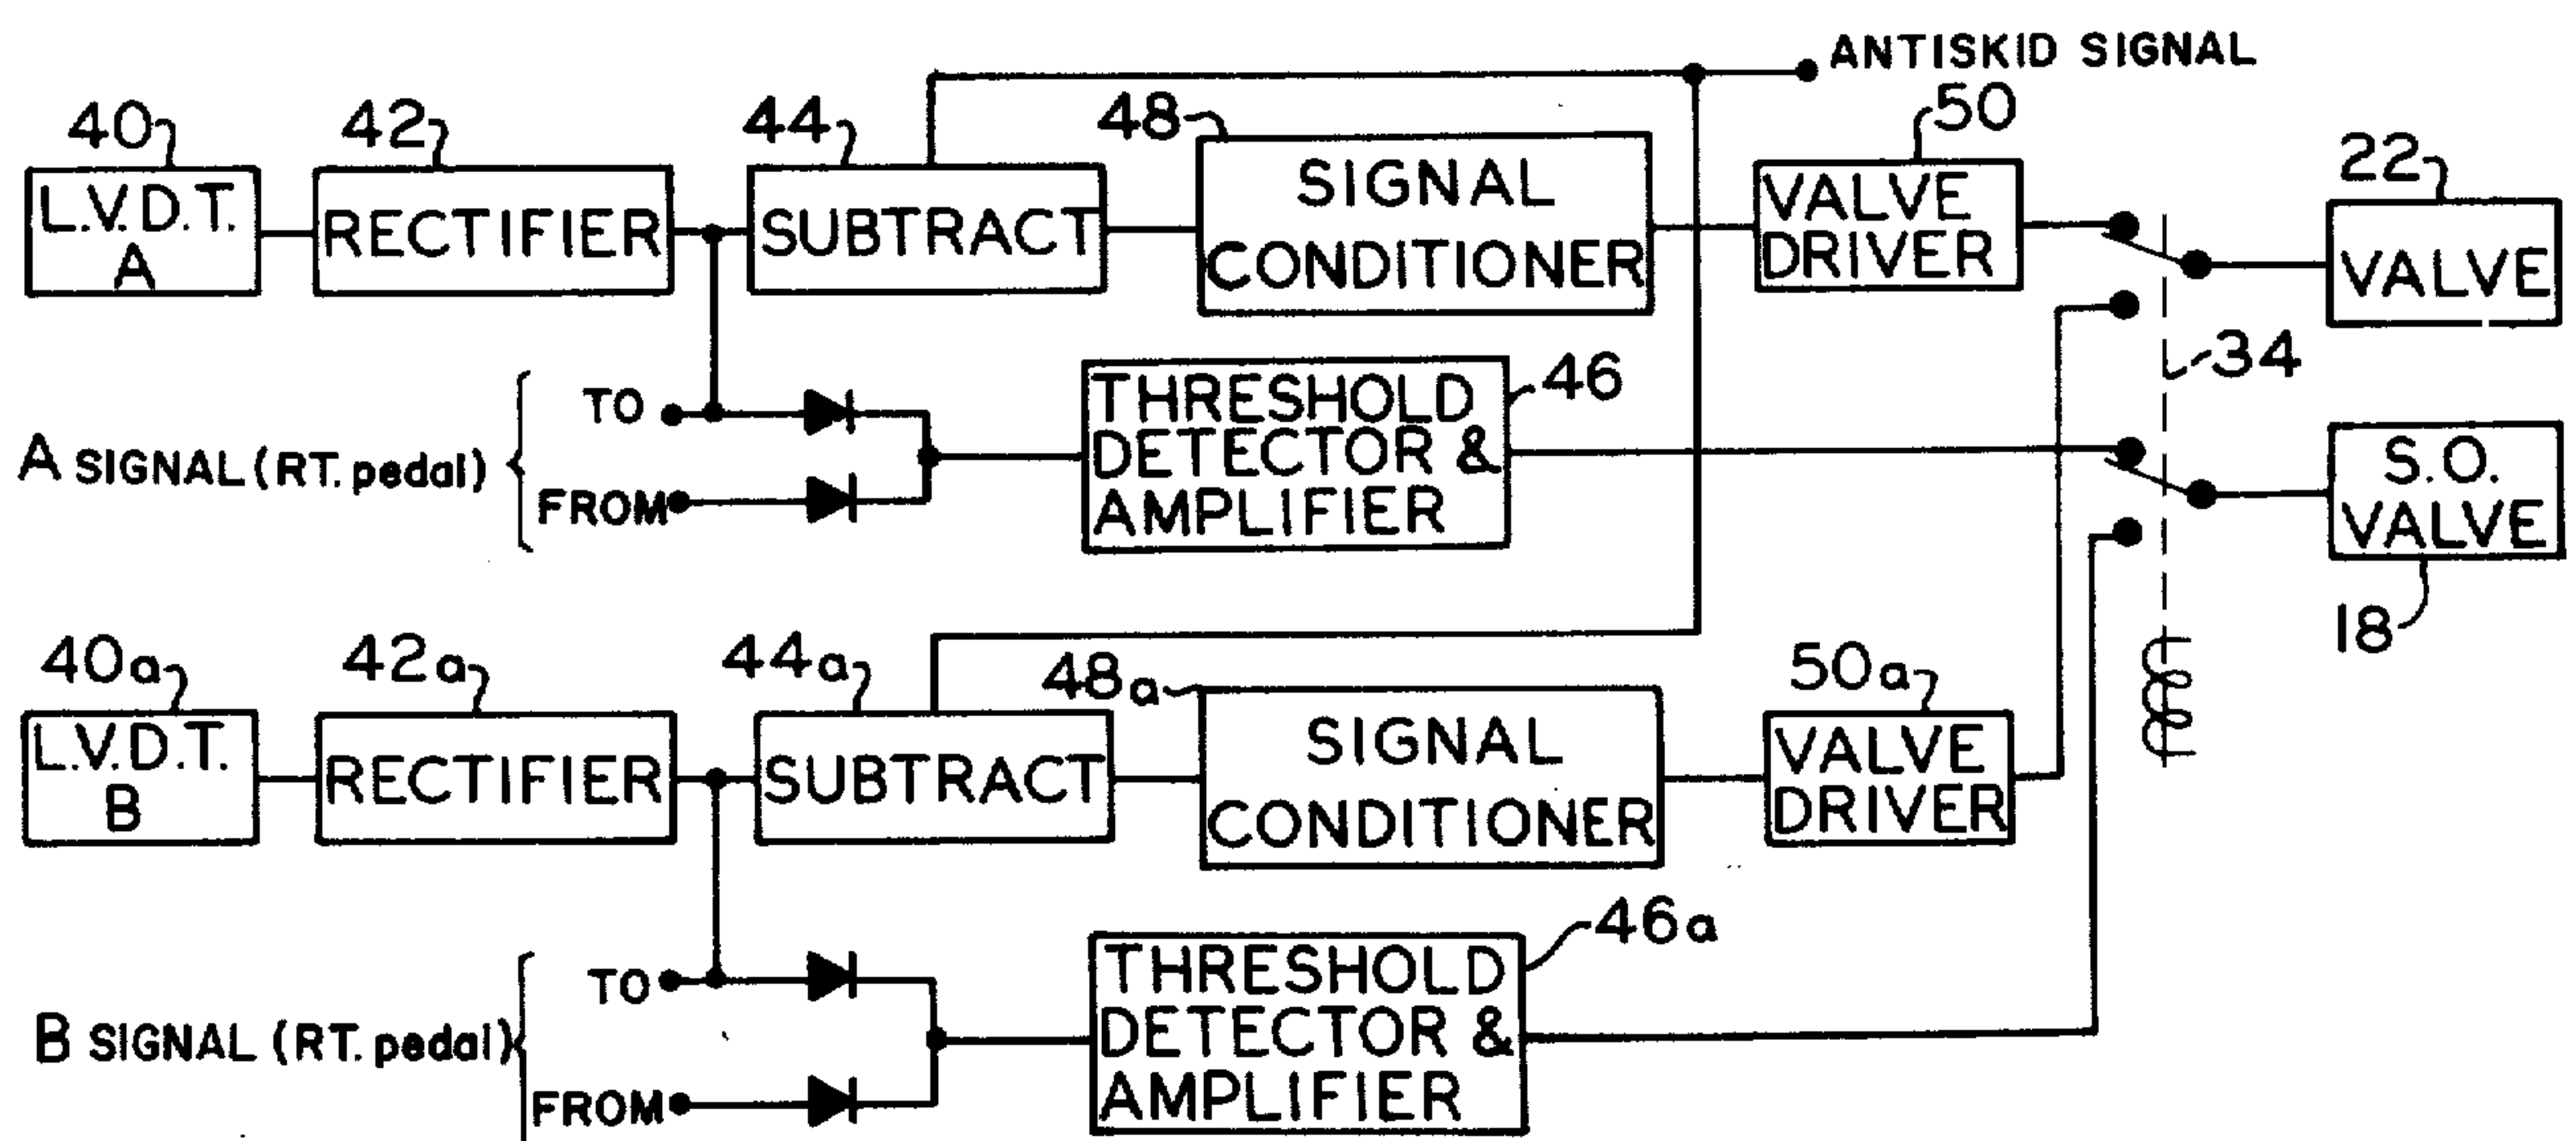 ANTISKID SIGNAL
40
42
44
48
50
22
L.V.D.T.
A
RECTIFIER
SUBTRACT
SIGNAL
CONDITIONER
VALVE
DRIVER
VALVE
34
TO
FROM
A SIGNAL (RT. pedal)
THRESHOLD
DETECTOR &
AMPLIFIER
46
S.O.
VALVE
18
40a
42a
44a
48a
50a
L.V.D.T.
B
RECTIFIER
SUBTRACT
SIGNAL
CONDITIONER
VALVE
DRIVER
TO
FROM
B SIGNAL (RT. pedal)
THRESHOLD
DETECTOR &
AMPLIFIER
46a